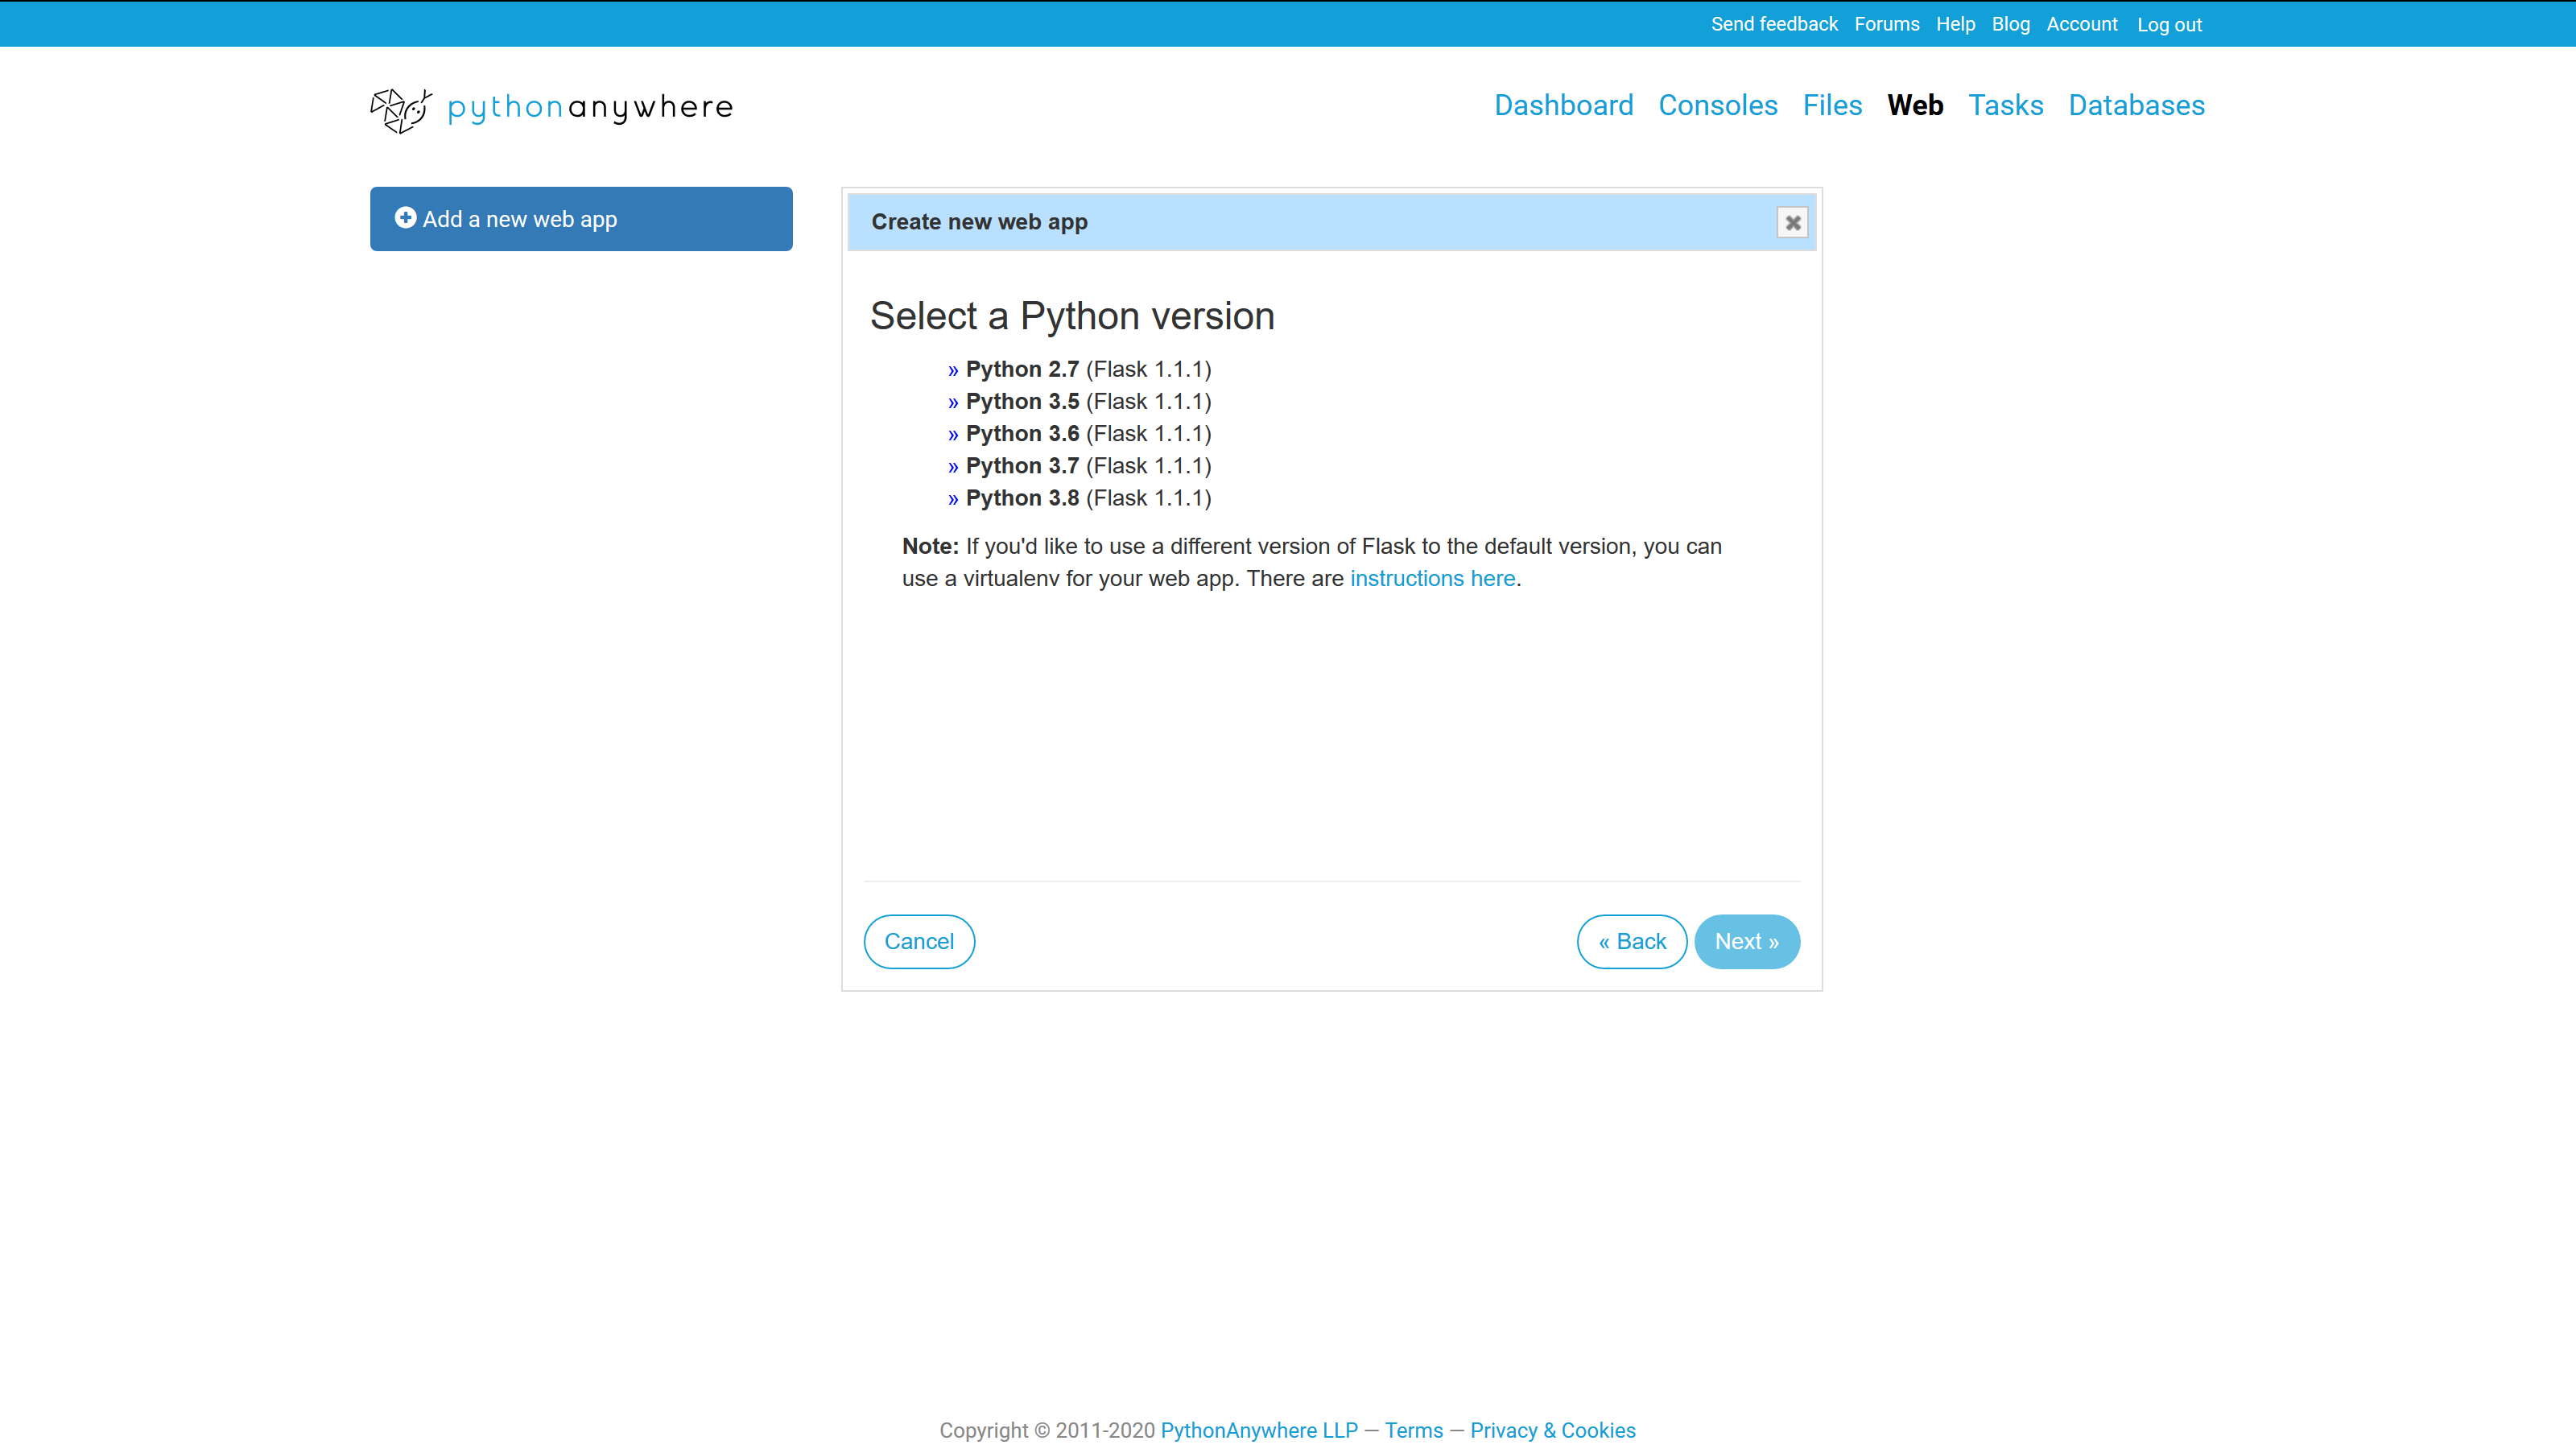 Send feedback Forums Help Blog Account Log out
pythonanywhere
Dashboard Consoles Files Web Tasks Databases
Add a new web app
Create new web app
Select a Python version
» Python 2.7 (Flask 1.1.1)
» Python 3.5 (Flask 1.1.1)
» Python 3.6 (Flask 1.1.1)
» Python 3.7 (Flask 1.1.1)
» Python 3.8 (Flask 1.1.1)
Note: If you'd like to use a different version of Flask to the default version, you can
use a virtualenv for your web app. There are instructions here.
Cancel
« Back
Next »
Copyright © 2011-2020 PythonAnywhere LLP — Terms — Privacy & Cookies